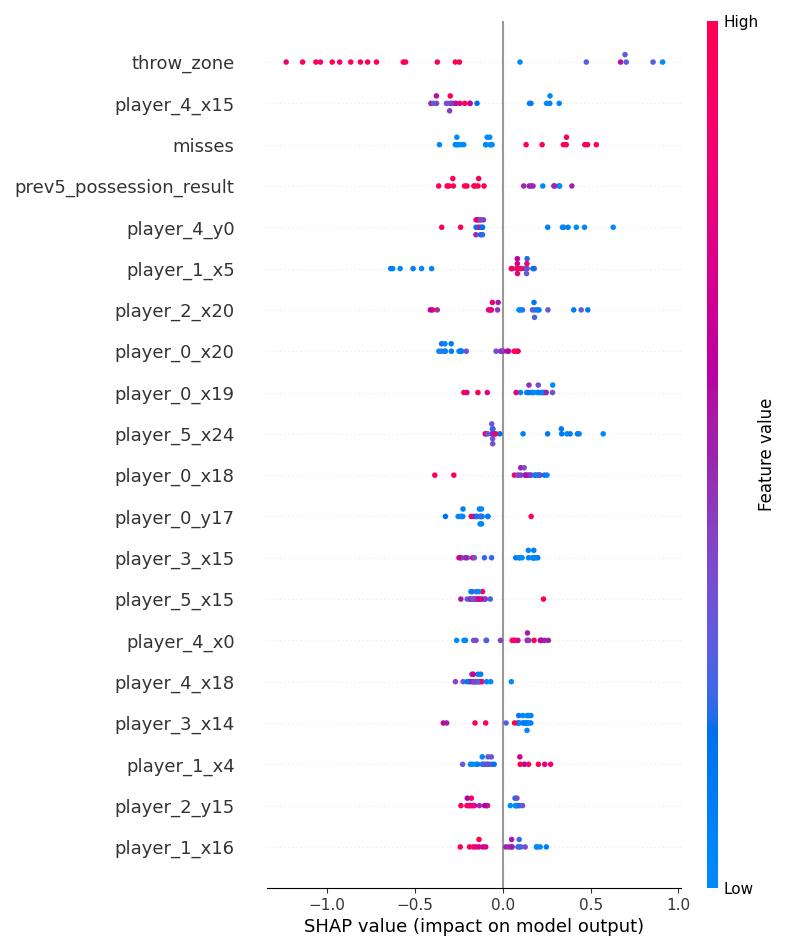 High
throw_zone
player_4_x15
misses
prev5_possession_result
player_4_y0
player_1_x5
player_2_x20
player_0_x20
player_0_x19
player_5_x24
player_0_x18
player_0_y17
player_3_x15
player_5_x15
player_4_x0
player_4_x18
player_3_x14
player_1_x4
player_2_y15
player_1_x16
Feature value
Low
−1.0 −0.5 0.0 0.5 1.0
SHAP value (impact on model output)